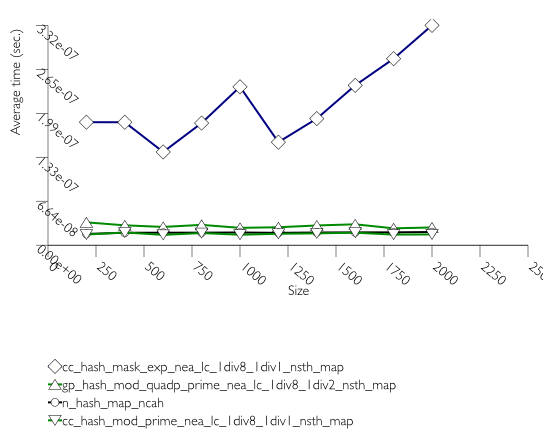 Average time (sec.)
3.32e-07
2.65e-07
1.99e-07
1.33e-07
6.64e-08
0.00e+00
0
250
500
750
1000
1250
1500
1750
2000
2250
Size
cc_hash_mask_exp_nea_lc_1div8_1div1_nsth_map
gp_hash_mod_quadp_prime_nea_lc_1div8_1div2_nsth_map
n_hash_map_ncah
cc_hash_mod_prime_nea_lc_1div8_1div1_nsth_map